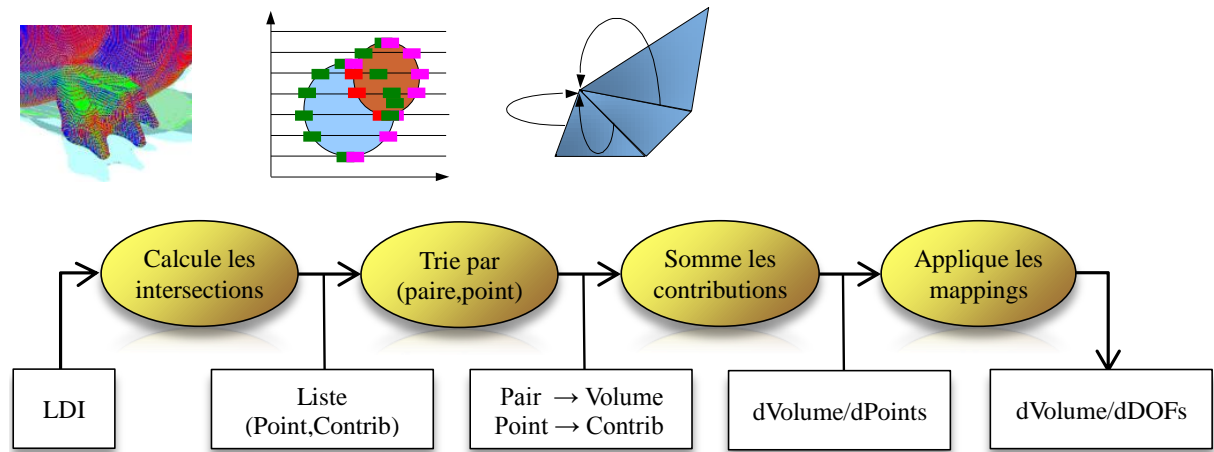 Calcule les
intersections
Trie par
(paire,point)
Somme les
contributions
Applique les
mappings
LDI
Liste
(Point,Contrib)
Pair → Volume
Point → Contrib
dVolume/dPoints
dVolume/dDOFs